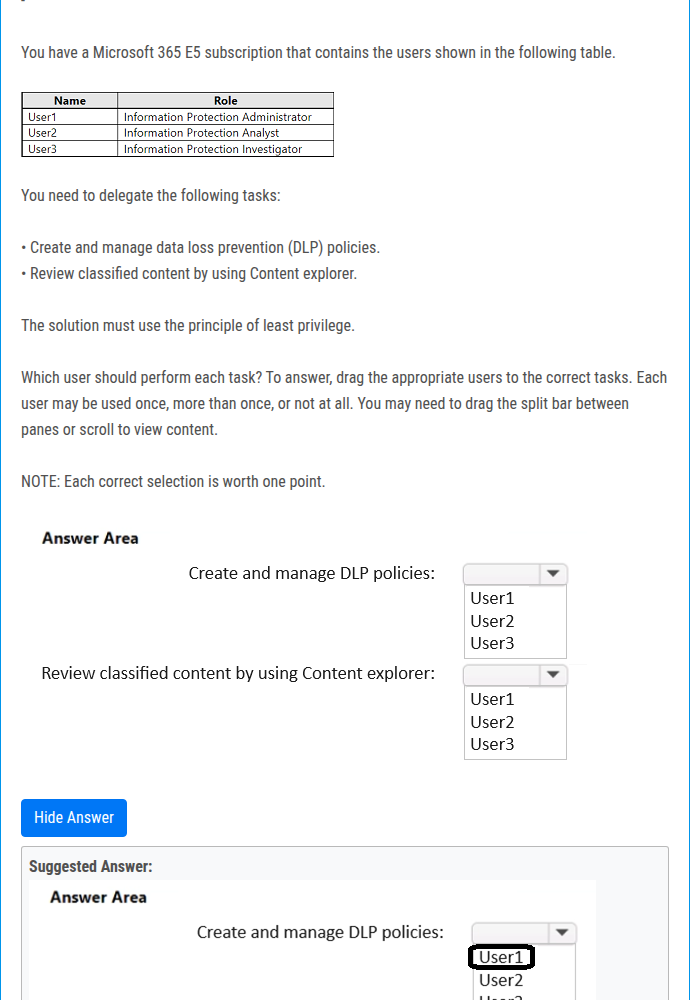 You have a Microsoft 365 E5 subscription that contains the users shown in the following table.
Name Role
User1 Information Protection Administrator
User2 Information Protection Analyst
User3 Information Protection Investigator
You need to delegate the following tasks:
• Create and manage data loss prevention (DLP) policies.
• Review classified content by using Content explorer.
The solution must use the principle of least privilege.
Which user should perform each task? To answer, drag the appropriate users to the correct tasks. Each
user may be used once, more than once, or not at all. You may need to drag the split bar between
panes or scroll to view content.
NOTE: Each correct selection is worth one point.
Answer Area
Create and manage DLP policies:
User1
User2
User3
Review classified content by using Content explorer:
User1
User2
User3
Hide Answer
Suggested Answer:
Answer Area
Create and manage DLP policies:
User1
User2